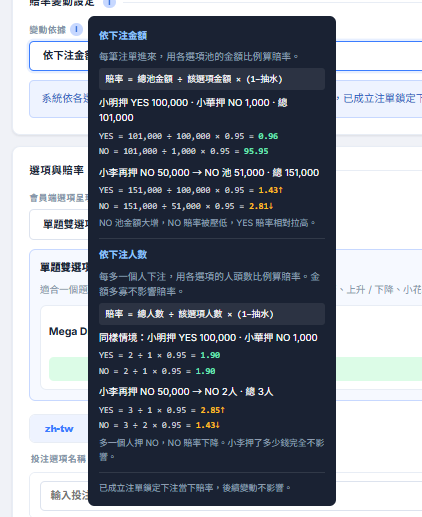 賠率變動設定 i
變動依據 i
依下注金額
系統依各選
，已成立注單鎖定下
選項與賠率
會員端選項呈現
單題雙選項
單題雙選項
適合一個題
、上升 / 下降、小花
Mega D
zh-tw
投注選項名稱
輸入投注
依下注金額
每筆注單進來，用各選項池的金額比例算賠率。
賠率 = 總池金額 ÷ 該選項金額 × (1−抽水)
小明押 YES 100,000 · 小華押 NO 1,000 · 總
101,000
YES = 101,000 ÷ 100,000 × 0.95 = 0.96
NO = 101,000 ÷ 1,000 × 0.95 = 95.95
小李再押 NO 50,000 → NO 池 51,000 · 總 151,000
YES = 151,000 ÷ 100,000 × 0.95 = 1.43↑
NO = 151,000 ÷ 51,000 × 0.95 = 2.81↓
NO 池金額大增，NO 賠率被壓低，YES 賠率相對拉高。
依下注人數
每多一個人下注，用各選項的人頭數比例算賠率。金
額多寡不影響賠率。
賠率 = 總人數 ÷ 該選項人數 × (1−抽水)
同樣情境：小明押 YES 100,000 · 小華押 NO 1,000
YES = 2 ÷ 1 × 0.95 = 1.90
NO = 2 ÷ 1 × 0.95 = 1.90
小李再押 NO 50,000 → NO 2人 · 總 3人
YES = 3 ÷ 1 × 0.95 = 2.85↑
NO = 3 ÷ 2 × 0.95 = 1.43↓
多一個人押 NO，NO 賠率下降。小李押了多少錢完全不影
響。
已成立注單鎖定下注當下賠率，後續變動不影響。